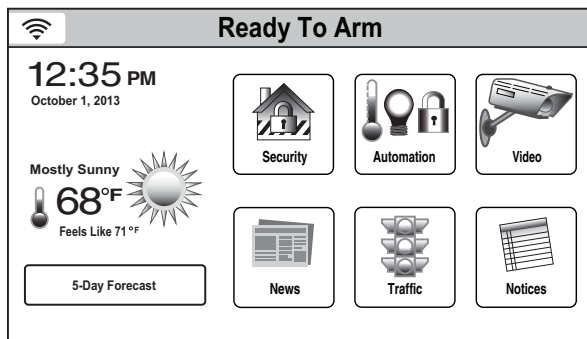 Ready To Arm
12:35 PM
October 1, 2013
Mostly Sunny
68°F
Feels Like 71 °F
5-Day Forecast
Security
Automation
Video
News
Traffic
Notices